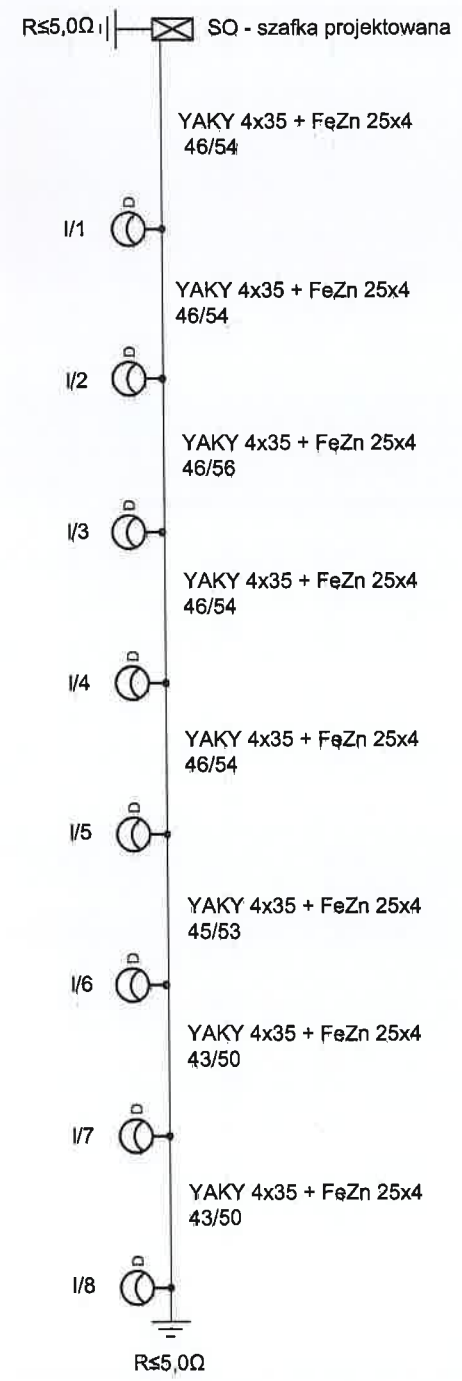 R≤5,0Ω SO - szafka projektowana
YAKY 4x35 + FeZn 25x4
46/54
D
I/1
YAKY 4x35 + FeZn 25x4
46/54
D
I/2
YAKY 4x35 + FeZn 25x4
46/56
D
I/3
YAKY 4x35 + FeZn 25x4
46/54
D
I/4
YAKY 4x35 + FeZn 25x4
46/54
D
I/5
YAKY 4x35 + FeZn 25x4
45/53
D
I/6
YAKY 4x35 + FeZn 25x4
43/50
D
I/7
YAKY 4x35 + FeZn 25x4
43/50
D
I/8
R≤5,0Ω